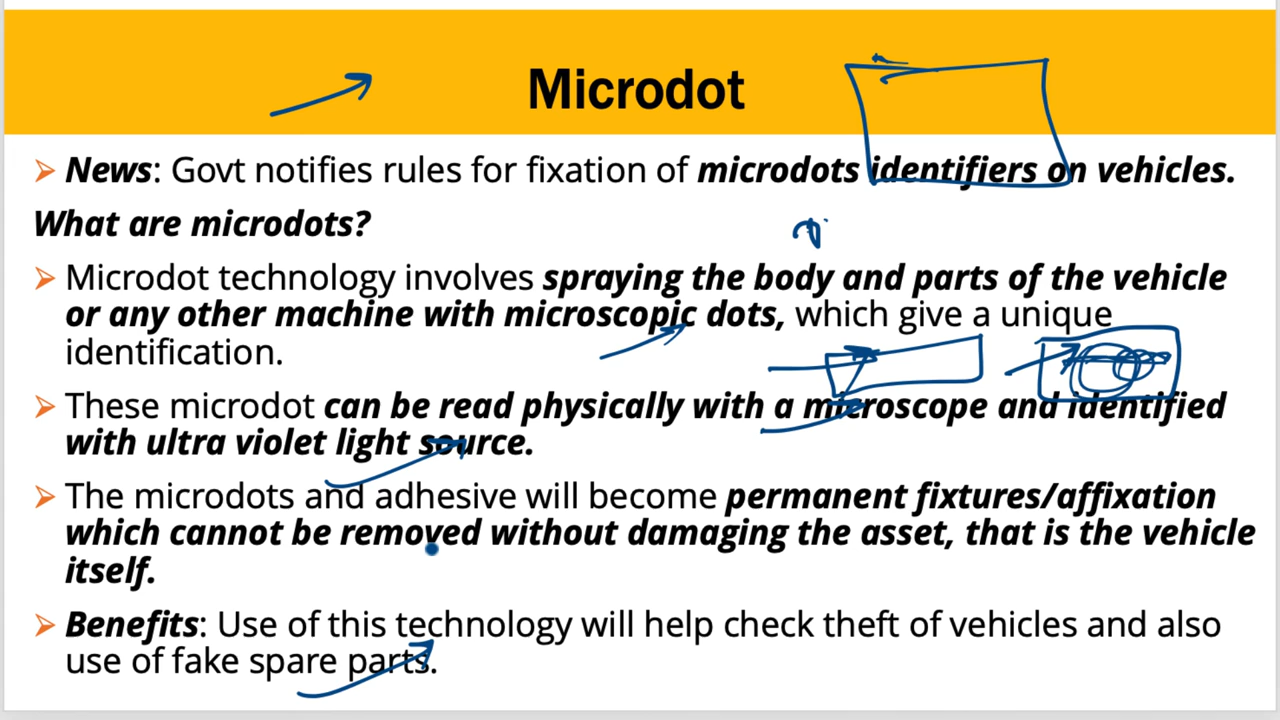 Microdot
➢ News: Govt notifies rules for fixation of microdots identifiers on vehicles.
What are microdots?
➢ Microdot technology involves spraying the body and parts of the vehicle
or any other machine with microscopic dots, which give a unique
identification.
➢ These microdot can be read physically with a microscope and identified
with ultra violet light source.
➢ The microdots and adhesive will become permanent fixtures/affixation
which cannot be removed without damaging the asset, that is the vehicle
itself.
➢ Benefits: Use of this technology will help check theft of vehicles and also
use of fake spare parts.